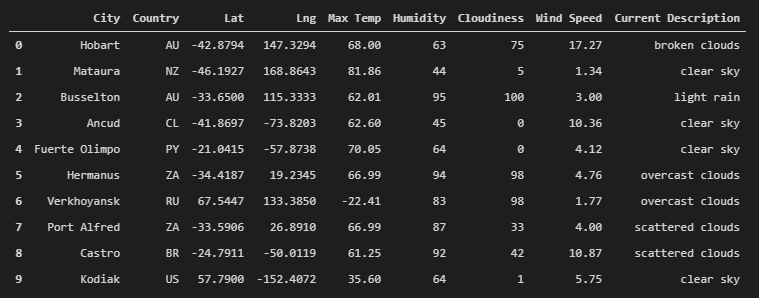 City Country Lat Lng Max Temp Humidity Cloudiness Wind Speed Current Description
0 Hobart AU -42.8794 147.3294 68.00 63 75 17.27 broken clouds
1 Mataura NZ -46.1927 168.8643 81.86 44 5 1.34 clear sky
2 Busselton AU -33.6500 115.3333 62.01 95 100 3.00 light rain
3 Ancud CL -41.8697 -73.8203 62.60 45 0 10.36 clear sky
4 Fuerte Olimpo PY -21.0415 -57.8738 70.05 64 0 4.12 clear sky
5 Hermanus ZA -34.4187 19.2345 66.99 94 98 4.76 overcast clouds
6 Verkhoyansk RU 67.5447 133.3850 -22.41 83 98 1.77 overcast clouds
7 Port Alfred ZA -33.5906 26.8910 66.99 87 33 4.00 scattered clouds
8 Castro BR -24.7911 -50.0119 61.25 92 42 10.87 scattered clouds
9 Kodiak US 57.7900 -152.4072 35.60 64 1 5.75 clear sky